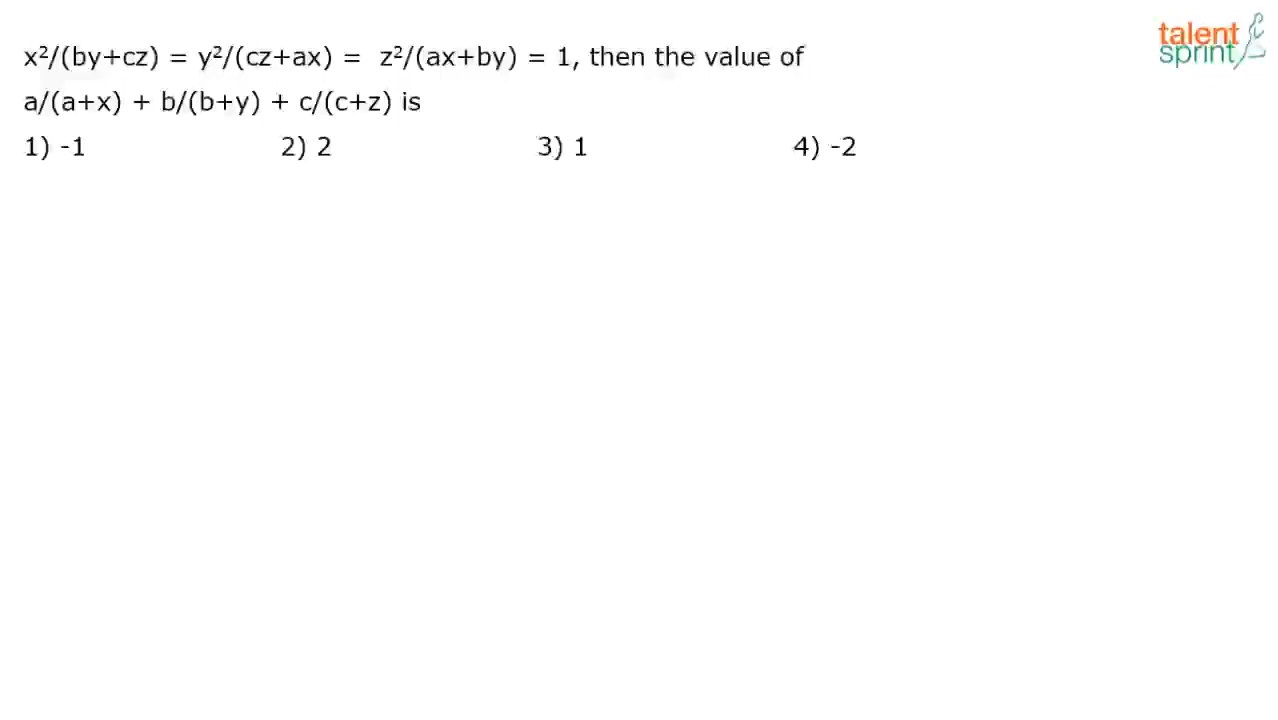 talent
sprint
x²/(by+cz) = y²/(cz+ax) = z²/(ax+by) = 1, then the value of
a/(a+x) + b/(b+y) + c/(c+z) is
1) -1 2) 2 3) 1 4) -2